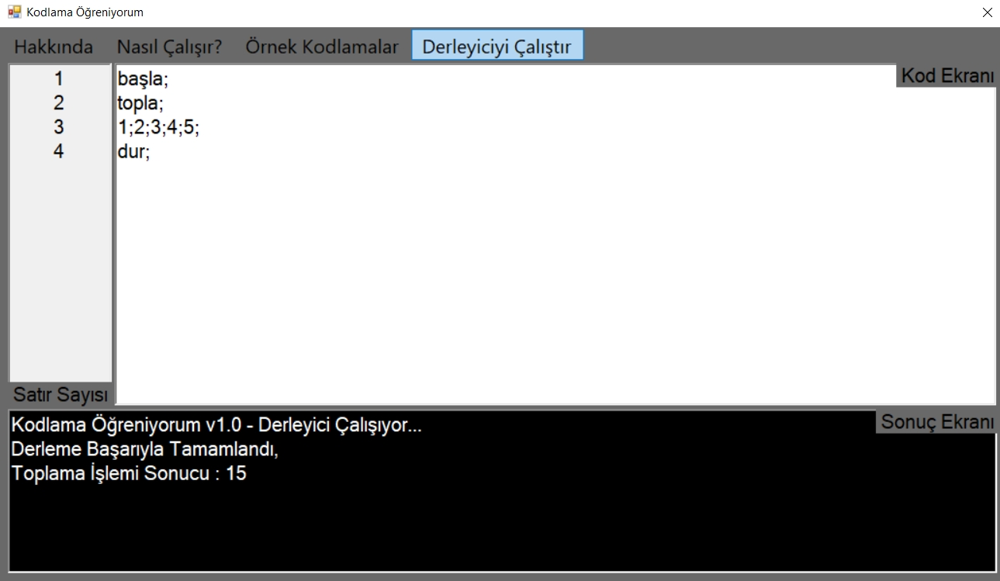 Kodlama Öğreniyorum
Hakkında Nasıl Çalışır? Örnek Kodlamalar Derleyiciyi Çalıştır
Kod Ekranı
1 başla;
2 topla;
3 1;2;3;4;5;
4 dur;
Satır Sayısı
Sonuç Ekranı
Kodlama Öğreniyorum v1.0 - Derleyici Çalışıyor...
Derleme Başarıyla Tamamlandı,
Toplama İşlemi Sonucu : 15